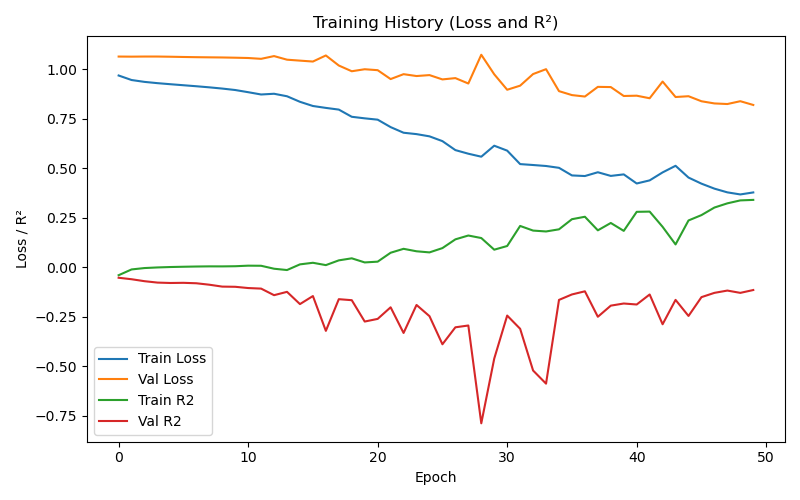 Training History (Loss and R²)
Loss / R²
1.00
0.75
0.50
0.25
0.00
−0.25
−0.50
−0.75
Train Loss
Val Loss
Train R2
Val R2
0 10 20 30 40 50
Epoch